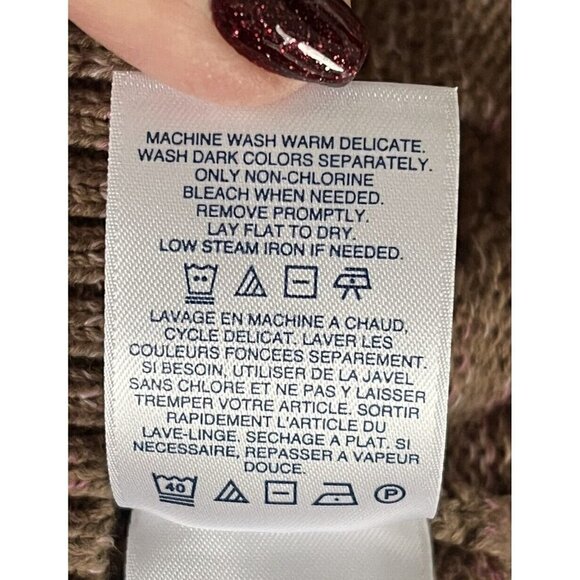 MACHINE WASH WARM DELICATE.
WASH DARK COLORS SEPARATELY.
ONLY NON-CHLORINE
BLEACH WHEN NEEDED.
REMOVE PROMPTLY.
LAY FLAT TO DRY.
LOW STEAM IRON IF NEEDED.
LAVAGE EN MACHINE A CHAUD,
CYCLE DELICAT. LAVER LES
COULEURS FONCEES SEPAREMENT.
SI BESOIN, UTILISER DE LA JAVEL
SANS CHLORE ET NE PAS Y LAISSER
TREMPER VOTRE ARTICLE. SORTIR
RAPIDEMENT L'ARTICLE DU
LAVE-LINGE. SECHAGE A PLAT. SI
NECESSAIRE, REPASSER A VAPEUR
DOUCE.
40 P